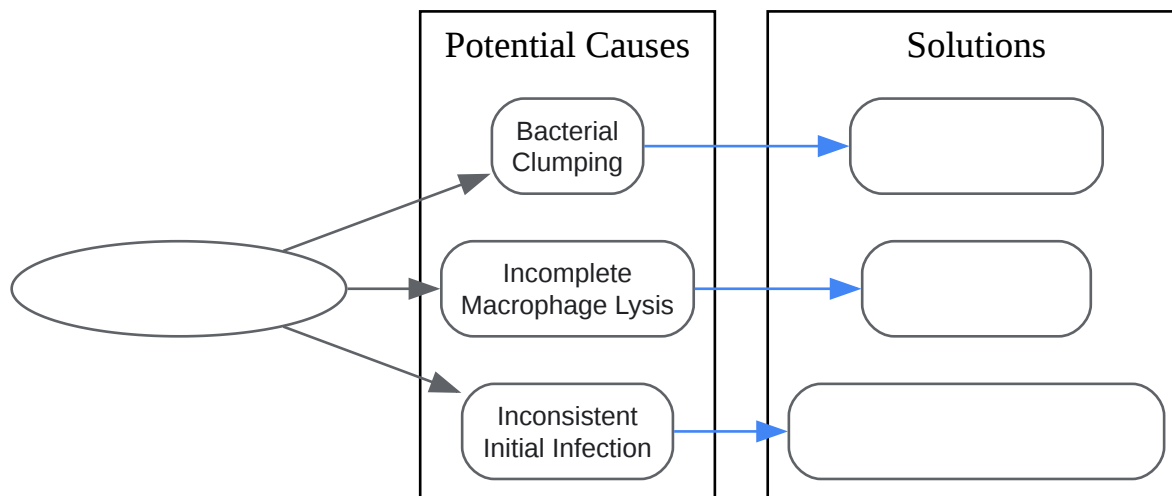 Potential Causes
Solutions
Bacterial
Clumping
Incomplete
Macrophage Lysis
Inconsistent
Initial Infection